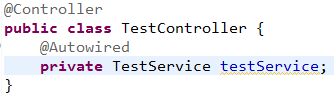 @Controller
public class TestController {
@Autowired
private TestService testService;
}